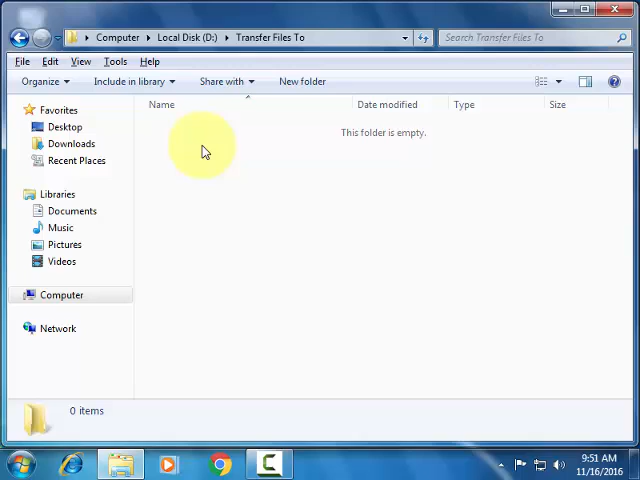 Computer Local Disk (D:) Transfer Files To Search Transfer Files To
File Edit View Tools Help
Organize Include in library Share with New folder
Name Date modified Type Size
This folder is empty.
Favorites
Desktop
Downloads
Recent Places
Libraries
Documents
Music
Pictures
Videos
Computer
Network
0 items
9:51 AM
11/16/2016